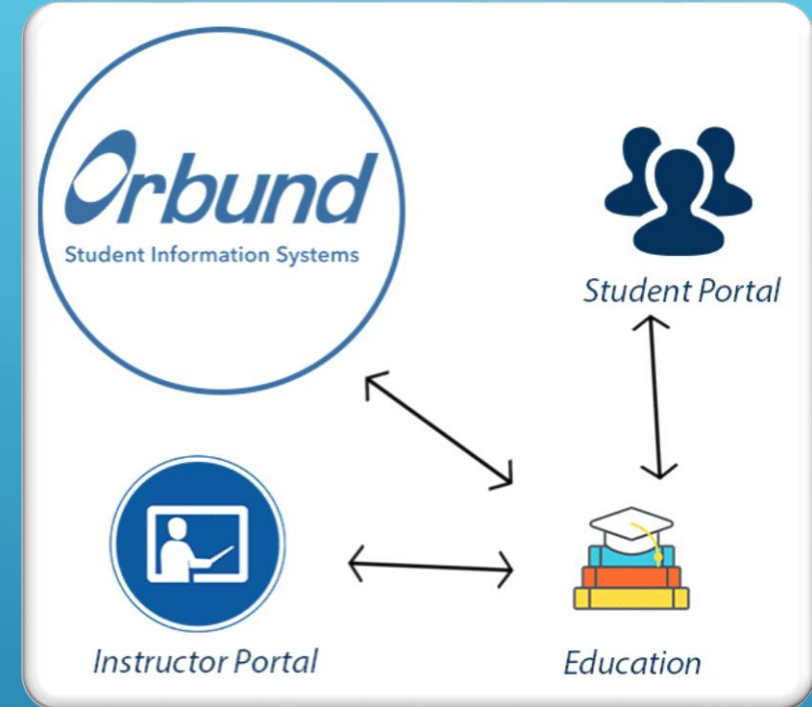 Orbund
Student Information Systems
Student Portal
Instructor Portal
Education